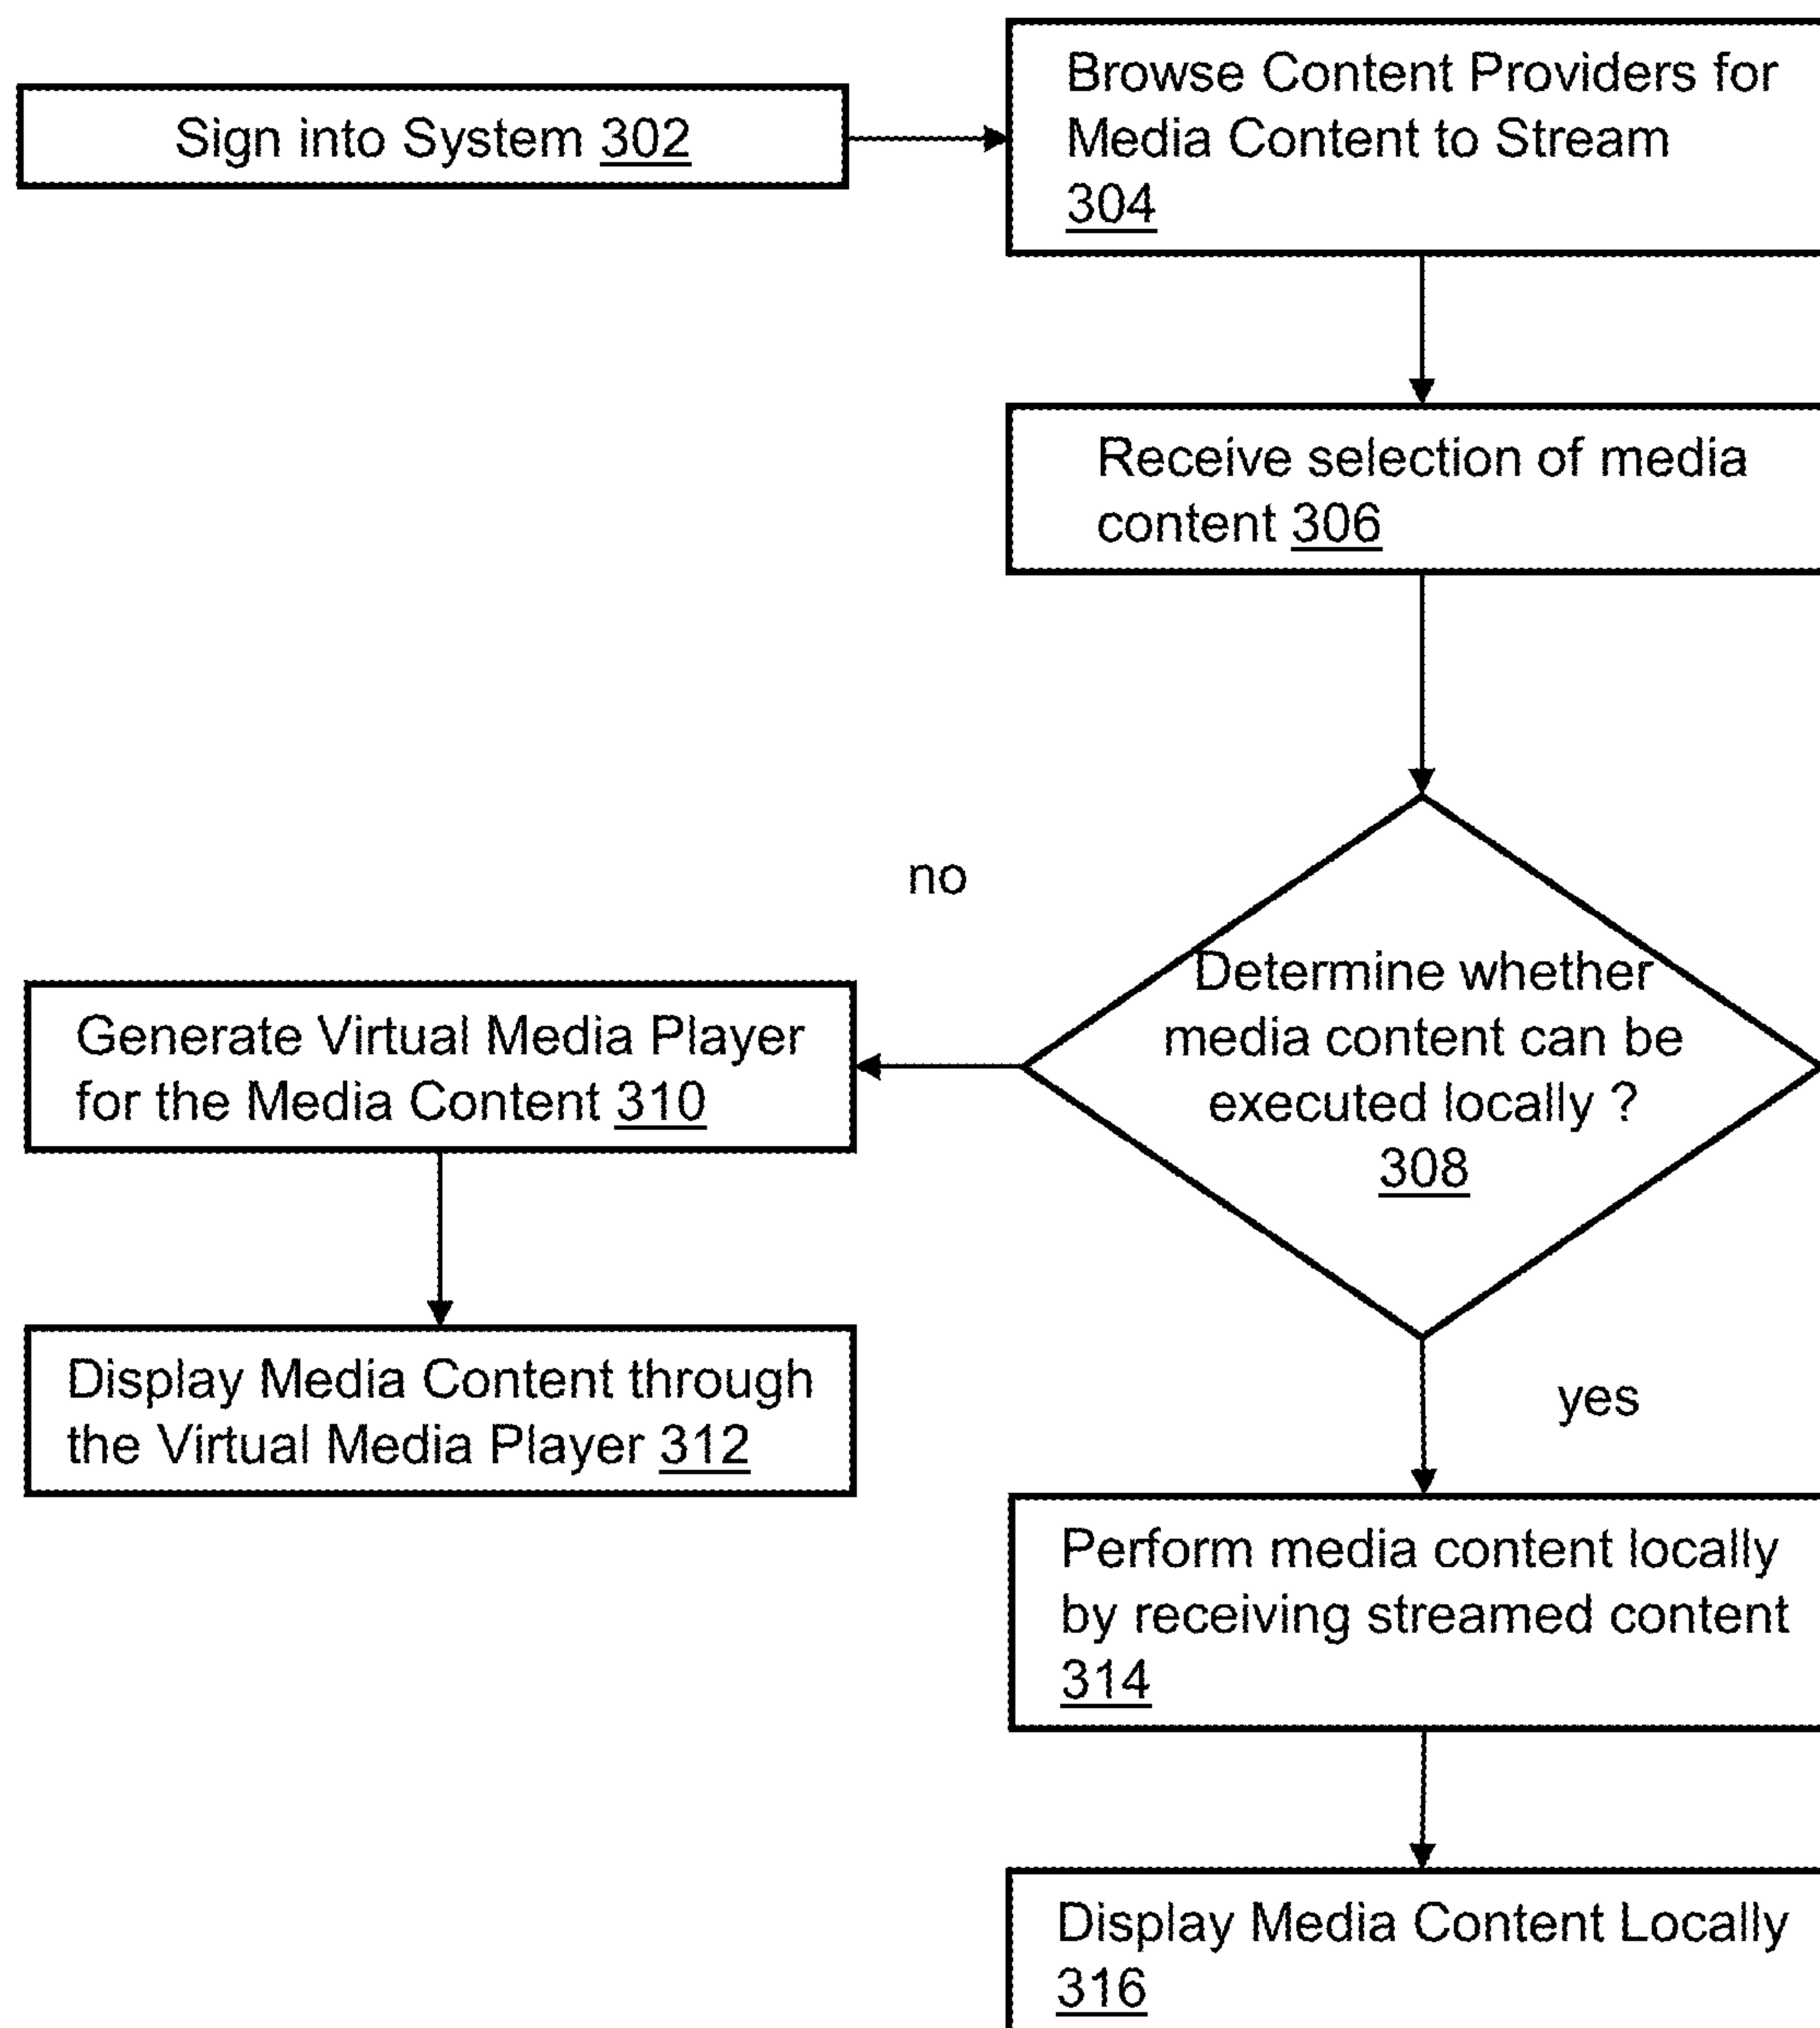 Sign into System 302
Browse Content Providers for
Media Content to Stream
304
Receive selection of media
content 306
no
Determine whether
media content can be
executed locally ?
308
Generate Virtual Media Player
for the Media Content 310
Display Media Content through
the Virtual Media Player 312
yes
Perform media content locally
by receiving streamed content
314
Display Media Content Locally
316